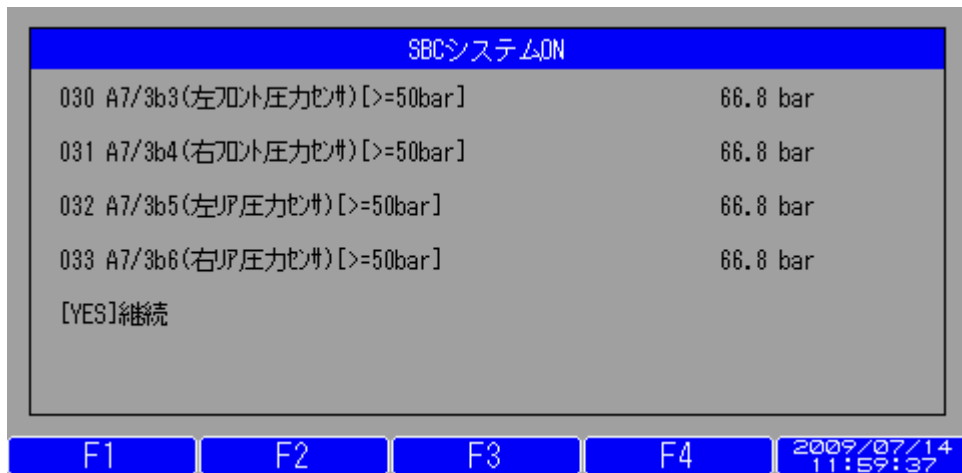 SBCシステムON
030 A7/3b3(左フロント圧力センサ)[>=50bar] 66.8 bar
031 A7/3b4(右フロント圧力センサ)[>=50bar] 66.8 bar
032 A7/3b5(左リア圧力センサ)[>=50bar] 66.8 bar
033 A7/3b6(右リア圧力センサ)[>=50bar] 66.8 bar
[YES]継続
F1 F2 F3 F4 2009/07/14
11:59:37